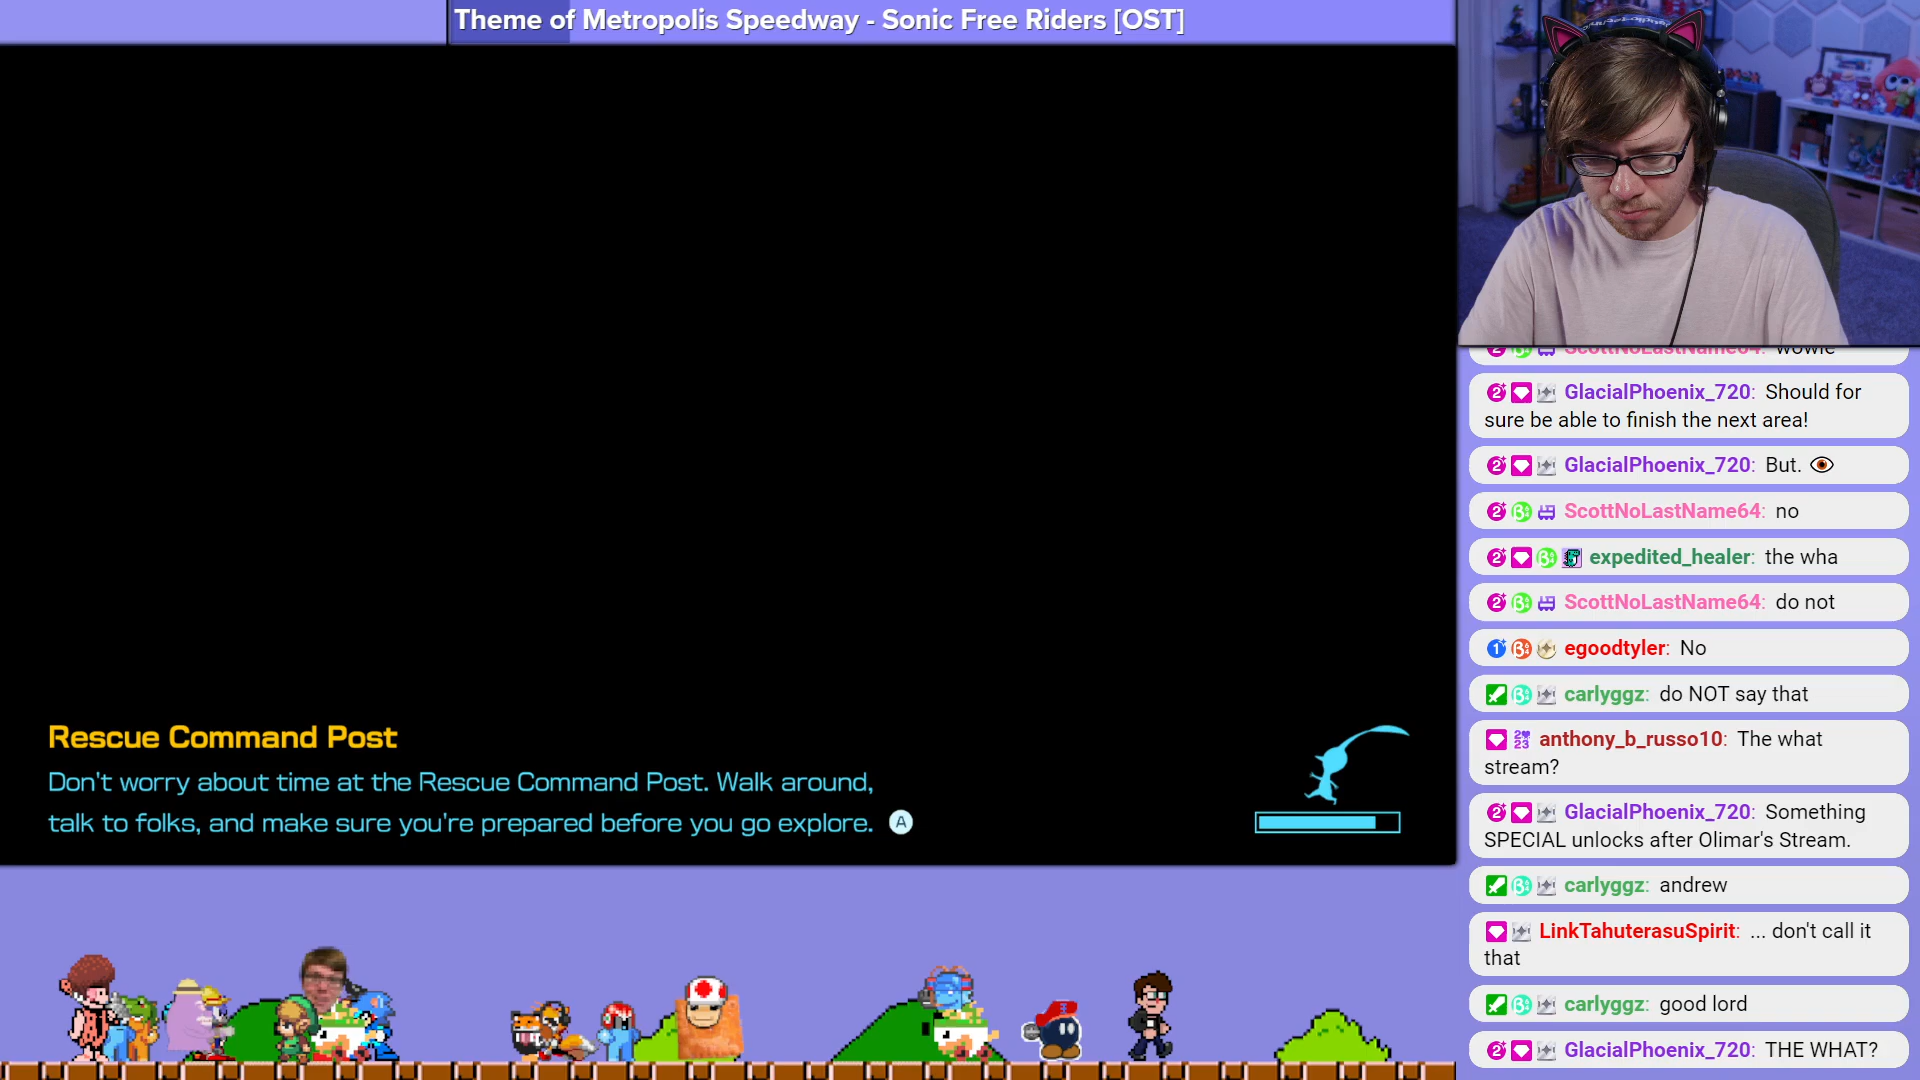 Theme of Metropolis Speedway - Sonic Free Riders [OST]
Rescue Command Post
Don't worry about time at the Rescue Command Post. Walk around,
talk to folks, and make sure you're prepared before you go explore. A
ScottNoLastName64: wowie
GlacialPhoenix_720: Should for
sure be able to finish the next area!
GlacialPhoenix_720: But.
ScottNoLastName64: no
expedited_healer: the wha
ScottNoLastName64: do not
egoodtyler: No
carlyggz: do NOT say that
anthony_b_russo10: The what
stream?
GlacialPhoenix_720: Something
SPECIAL unlocks after Olimar's Stream.
carlyggz: andrew
LinkTahuterasuSpirit: ... don't call it
that
carlyggz: good lord
GlacialPhoenix_720: THE WHAT?